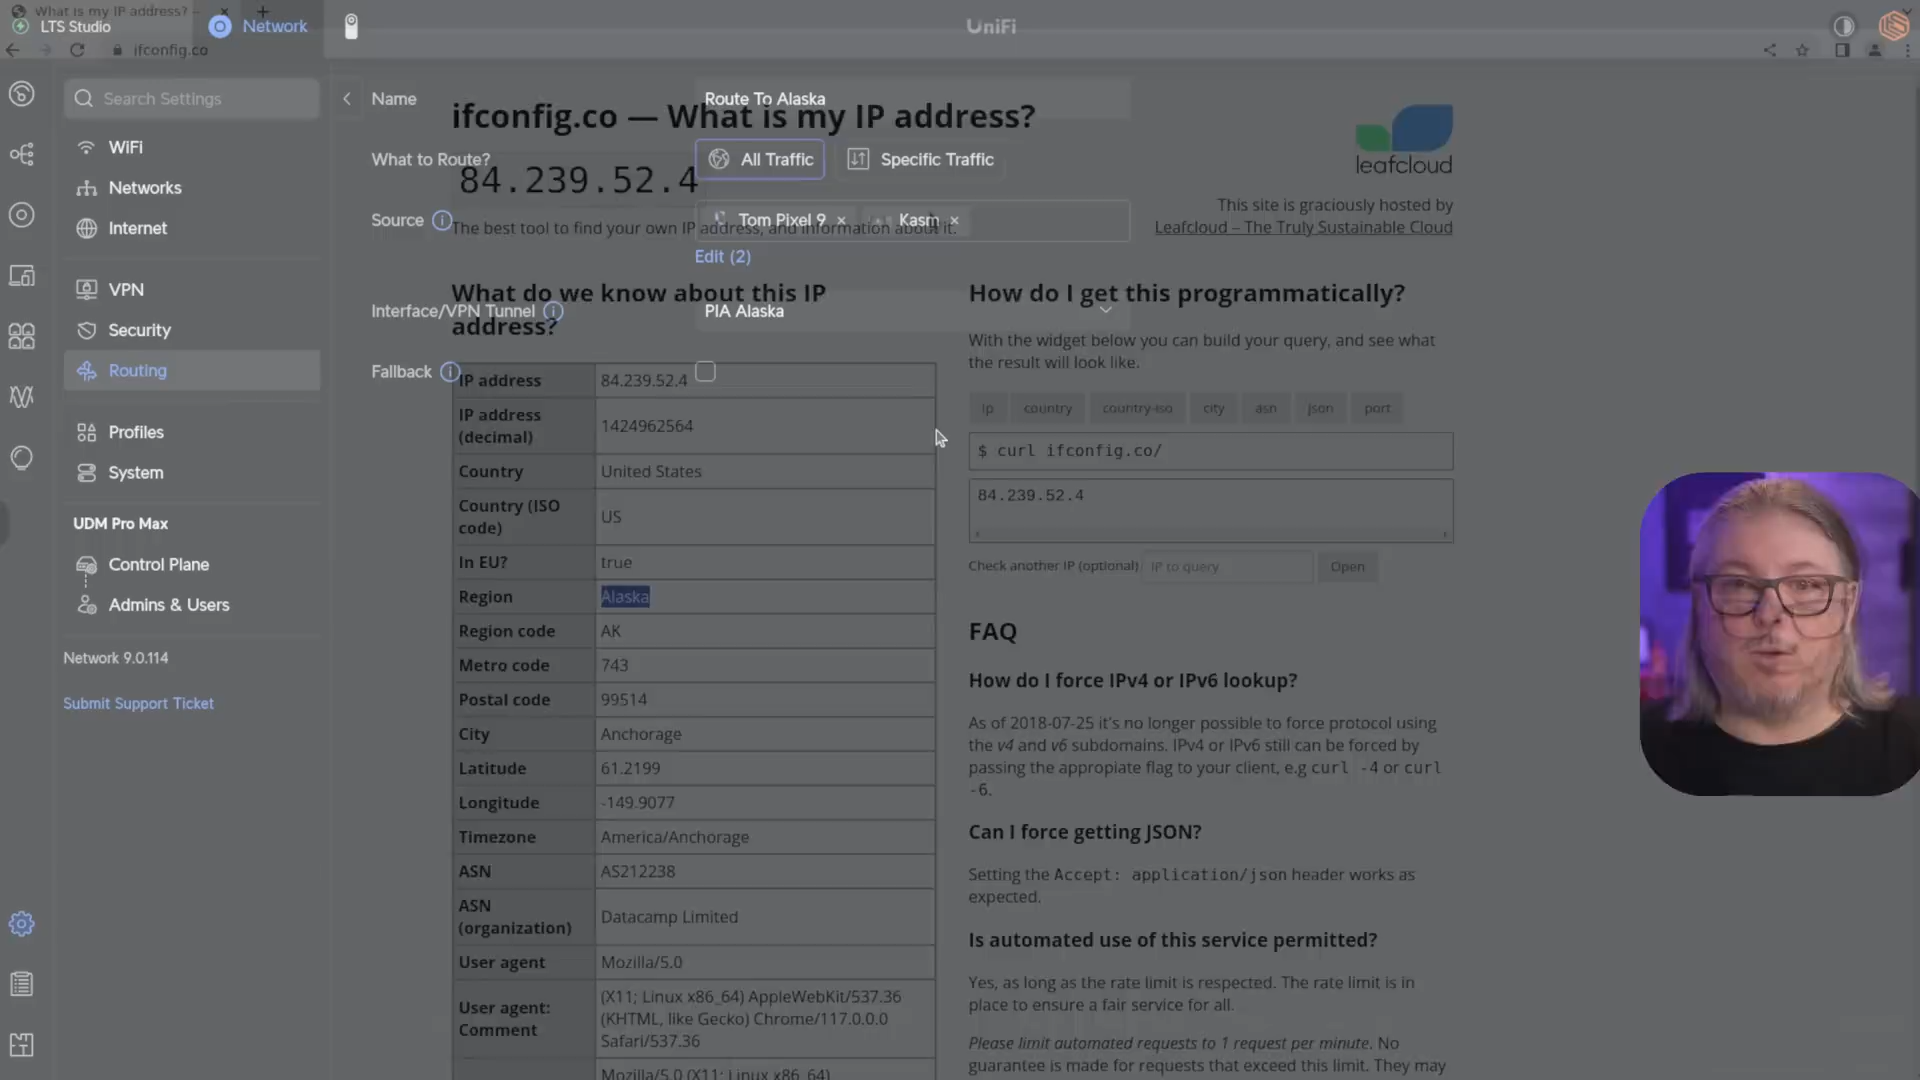 What is my IP address? –
LTS Studio
Network
UniFi
ifconfig.co
Search Settings
WiFi
Networks
Internet
VPN
Security
Routing
Profiles
System
UDM Pro Max
Control Plane
Admins & Users
Network 9.0.114
Submit Support Ticket
Name
Route To Alaska
What to Route?
All Traffic
Specific Traffic
Source
Tom Pixel 9
Kasm
Edit (2)
Interface/VPN Tunnel
PIA Alaska
Fallback
ifconfig.co — What is my IP address?
84.239.52.4
The best tool to find your own IP address, and information about it.
leafcloud
This site is graciously hosted by
Leafcloud – The Truly Sustainable Cloud
What do we know about this IP
address?
IP address 84.239.52.4
IP address
(decimal) 1424962564
Country United States
Country (ISO
code) US
In EU? true
Region Alaska
Region code AK
Metro code 743
Postal code 99514
City Anchorage
Latitude 61.2199
Longitude -149.9077
Timezone America/Anchorage
ASN AS212238
ASN
(organization) Datacamp Limited
User agent Mozilla/5.0
User agent:
Comment
(X11; Linux x86_64) AppleWebKit/537.36
(KHTML, like Gecko) Chrome/117.0.0.0
Safari/537.36
Mozilla/5.0 (X11; Linux x86_64)
How do I get this programmatically?
With the widget below you can build your query, and see what
the result will look like.
ip country country-iso city asn json port
$ curl ifconfig.co/
84.239.52.4
Check another IP (optional) IP to query Open
FAQ
How do I force IPv4 or IPv6 lookup?
As of 2018-07-25 it's no longer possible to force protocol using
the v4 and v6 subdomains. IPv4 or IPv6 still can be forced by
passing the appropiate flag to your client, e.g curl -4 or curl
-6.
Can I force getting JSON?
Setting the Accept: application/json header works as
expected.
Is automated use of this service permitted?
Yes, as long as the rate limit is respected. The rate limit is in
place to ensure a fair service for all.
Please limit automated requests to 1 request per minute. No
guarantee is made for requests that exceed this limit. They may